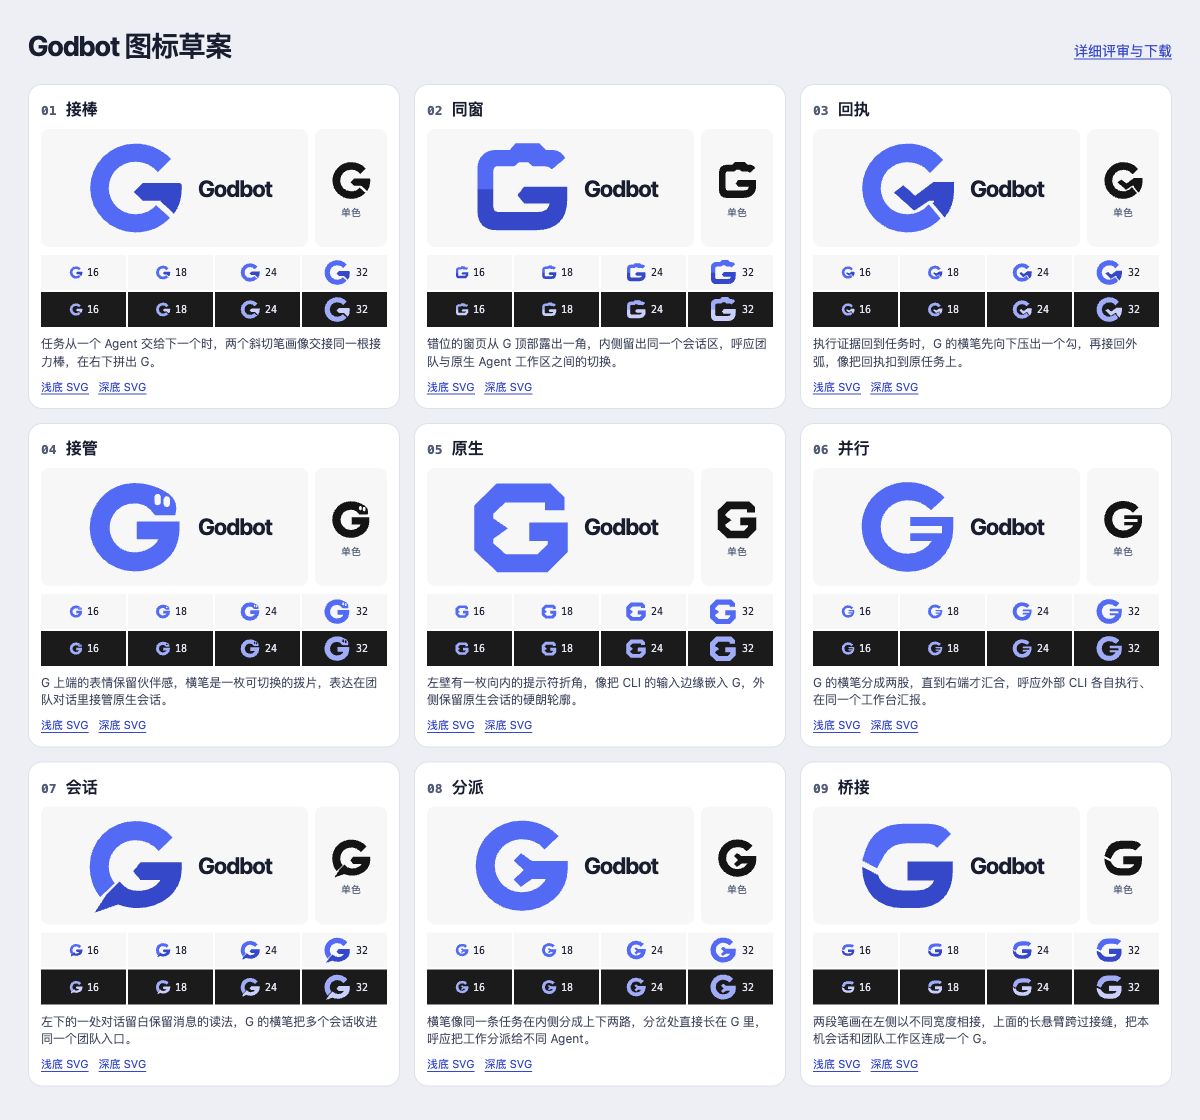 Godbot 图标草案
详细评审与下载
01 接棒
Godbot
单色
16 18 24 32
16 18 24 32
任务从一个 Agent 交给下一个时，两个斜切笔画像交接同一根接
力棒，在右下拼出 G。
浅底 SVG 深底 SVG
02 同窗
Godbot
单色
16 18 24 32
16 18 24 32
错位的窗页从 G 顶部露出一角，内侧留出同一个会话区，呼应团
队与原生 Agent 工作区之间的切换。
浅底 SVG 深底 SVG
03 回执
Godbot
单色
16 18 24 32
16 18 24 32
执行证据回到任务时，G 的横笔先向下压出一个勾，再接回外
弧，像把回执扣到原任务上。
浅底 SVG 深底 SVG
04 接管
Godbot
单色
16 18 24 32
16 18 24 32
G 上端的表情保留伙伴感，横笔是一枚可切换的拨片，表达在团
队对话里接管原生会话。
浅底 SVG 深底 SVG
05 原生
Godbot
单色
16 18 24 32
16 18 24 32
左壁有一枚向内的提示符折角，像把 CLI 的输入边缘嵌入 G，外
侧保留原生会话的硬朗轮廓。
浅底 SVG 深底 SVG
06 并行
Godbot
单色
16 18 24 32
16 18 24 32
G 的横笔分成两股，直到右端才汇合，呼应外部 CLI 各自执行、
在同一个工作台汇报。
浅底 SVG 深底 SVG
07 会话
Godbot
单色
16 18 24 32
16 18 24 32
左下的一处对话留白保留消息的读法，G 的横笔把多个会话收进
同一个团队入口。
浅底 SVG 深底 SVG
08 分派
Godbot
单色
16 18 24 32
16 18 24 32
横笔像同一条任务在内侧分成上下两路，分岔处直接长在 G 里，
呼应把工作分派给不同 Agent。
浅底 SVG 深底 SVG
09 桥接
Godbot
单色
16 18 24 32
16 18 24 32
两段笔画在左侧以不同宽度相接，上面的长悬臂跨过接缝，把本
机会话和团队工作区连成一个 G。
浅底 SVG 深底 SVG